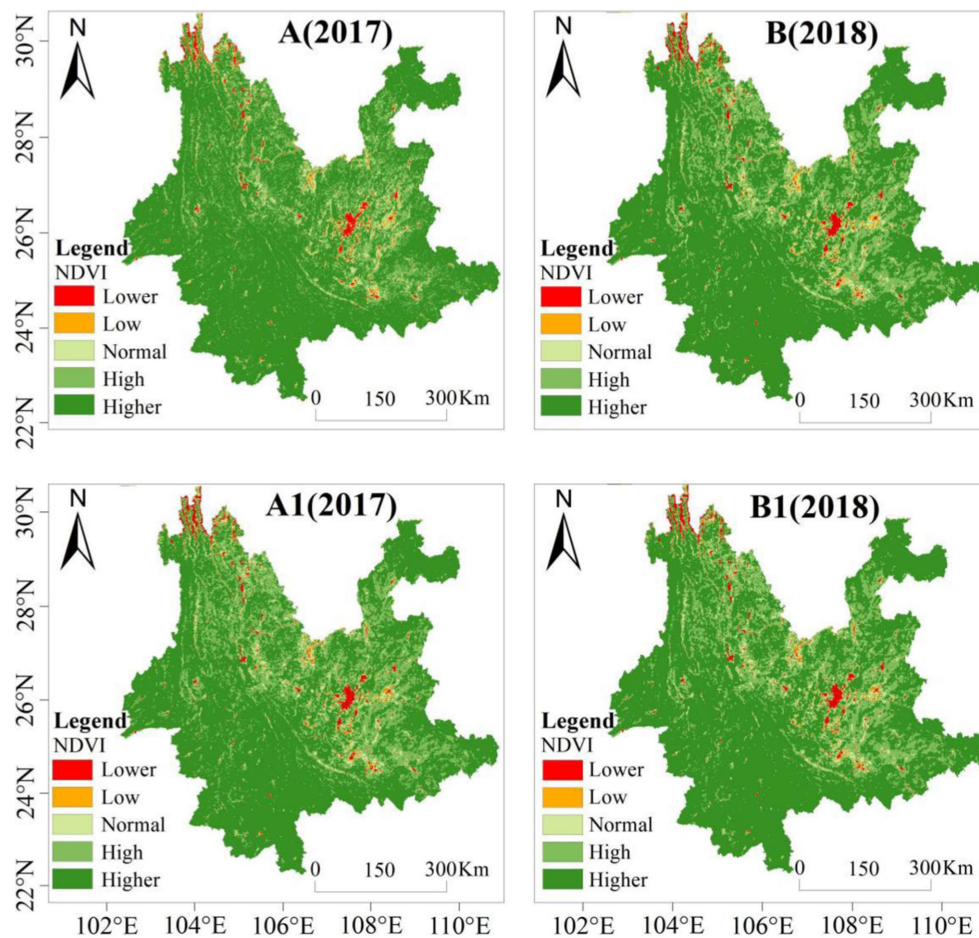 N
A(2017)
N
B(2018)
30°N
28°N
26°N
24°N
22°N
Legend
NDVI
Lower
Low
Normal
High
Higher
0 150 300Km
Legend
NDVI
Lower
Low
Normal
High
Higher
0 150 300Km
N
A1(2017)
N
B1(2018)
30°N
28°N
26°N
24°N
22°N
Legend
NDVI
Lower
Low
Normal
High
Higher
0 150 300Km
Legend
NDVI
Lower
Low
Normal
High
Higher
0 150 300Km
102°E 104°E 106°E 108°E 110°E
102°E 104°E 106°E 108°E 110°E